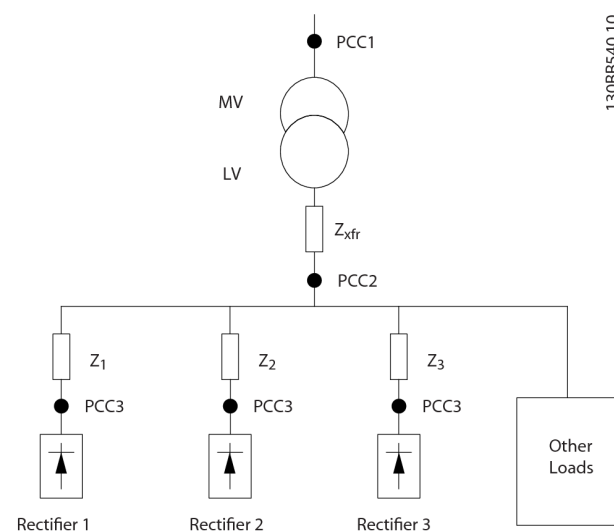 PCC1
130BB540.10
MV
LV
Zxfr
PCC2
Z1
Z2
Z3
PCC3
PCC3
PCC3
Other
Loads
Rectifier 1
Rectifier 2
Rectifier 3